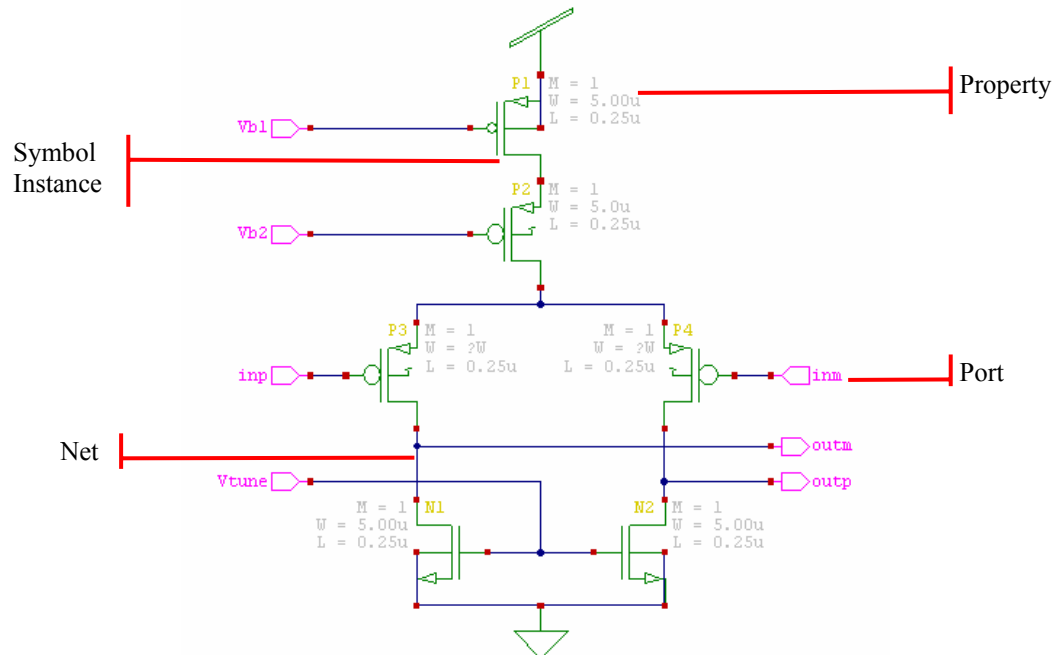 P1
M = 1
W = 5.00u
L = 0.25u
Property
Vb1
Symbol
Instance
P2
M = 1
W = 5.0u
L = 0.25u
Vb2
P3
M = 1
W = ?W
L = 0.25u
M = 1
P4
W = ?W
L = 0.25u
inp
inm
Port
Net
outm
Vtune
outp
M = 1
N1
W = 5.00u
L = 0.25u
N2
M = 1
W = 5.00u
L = 0.25u